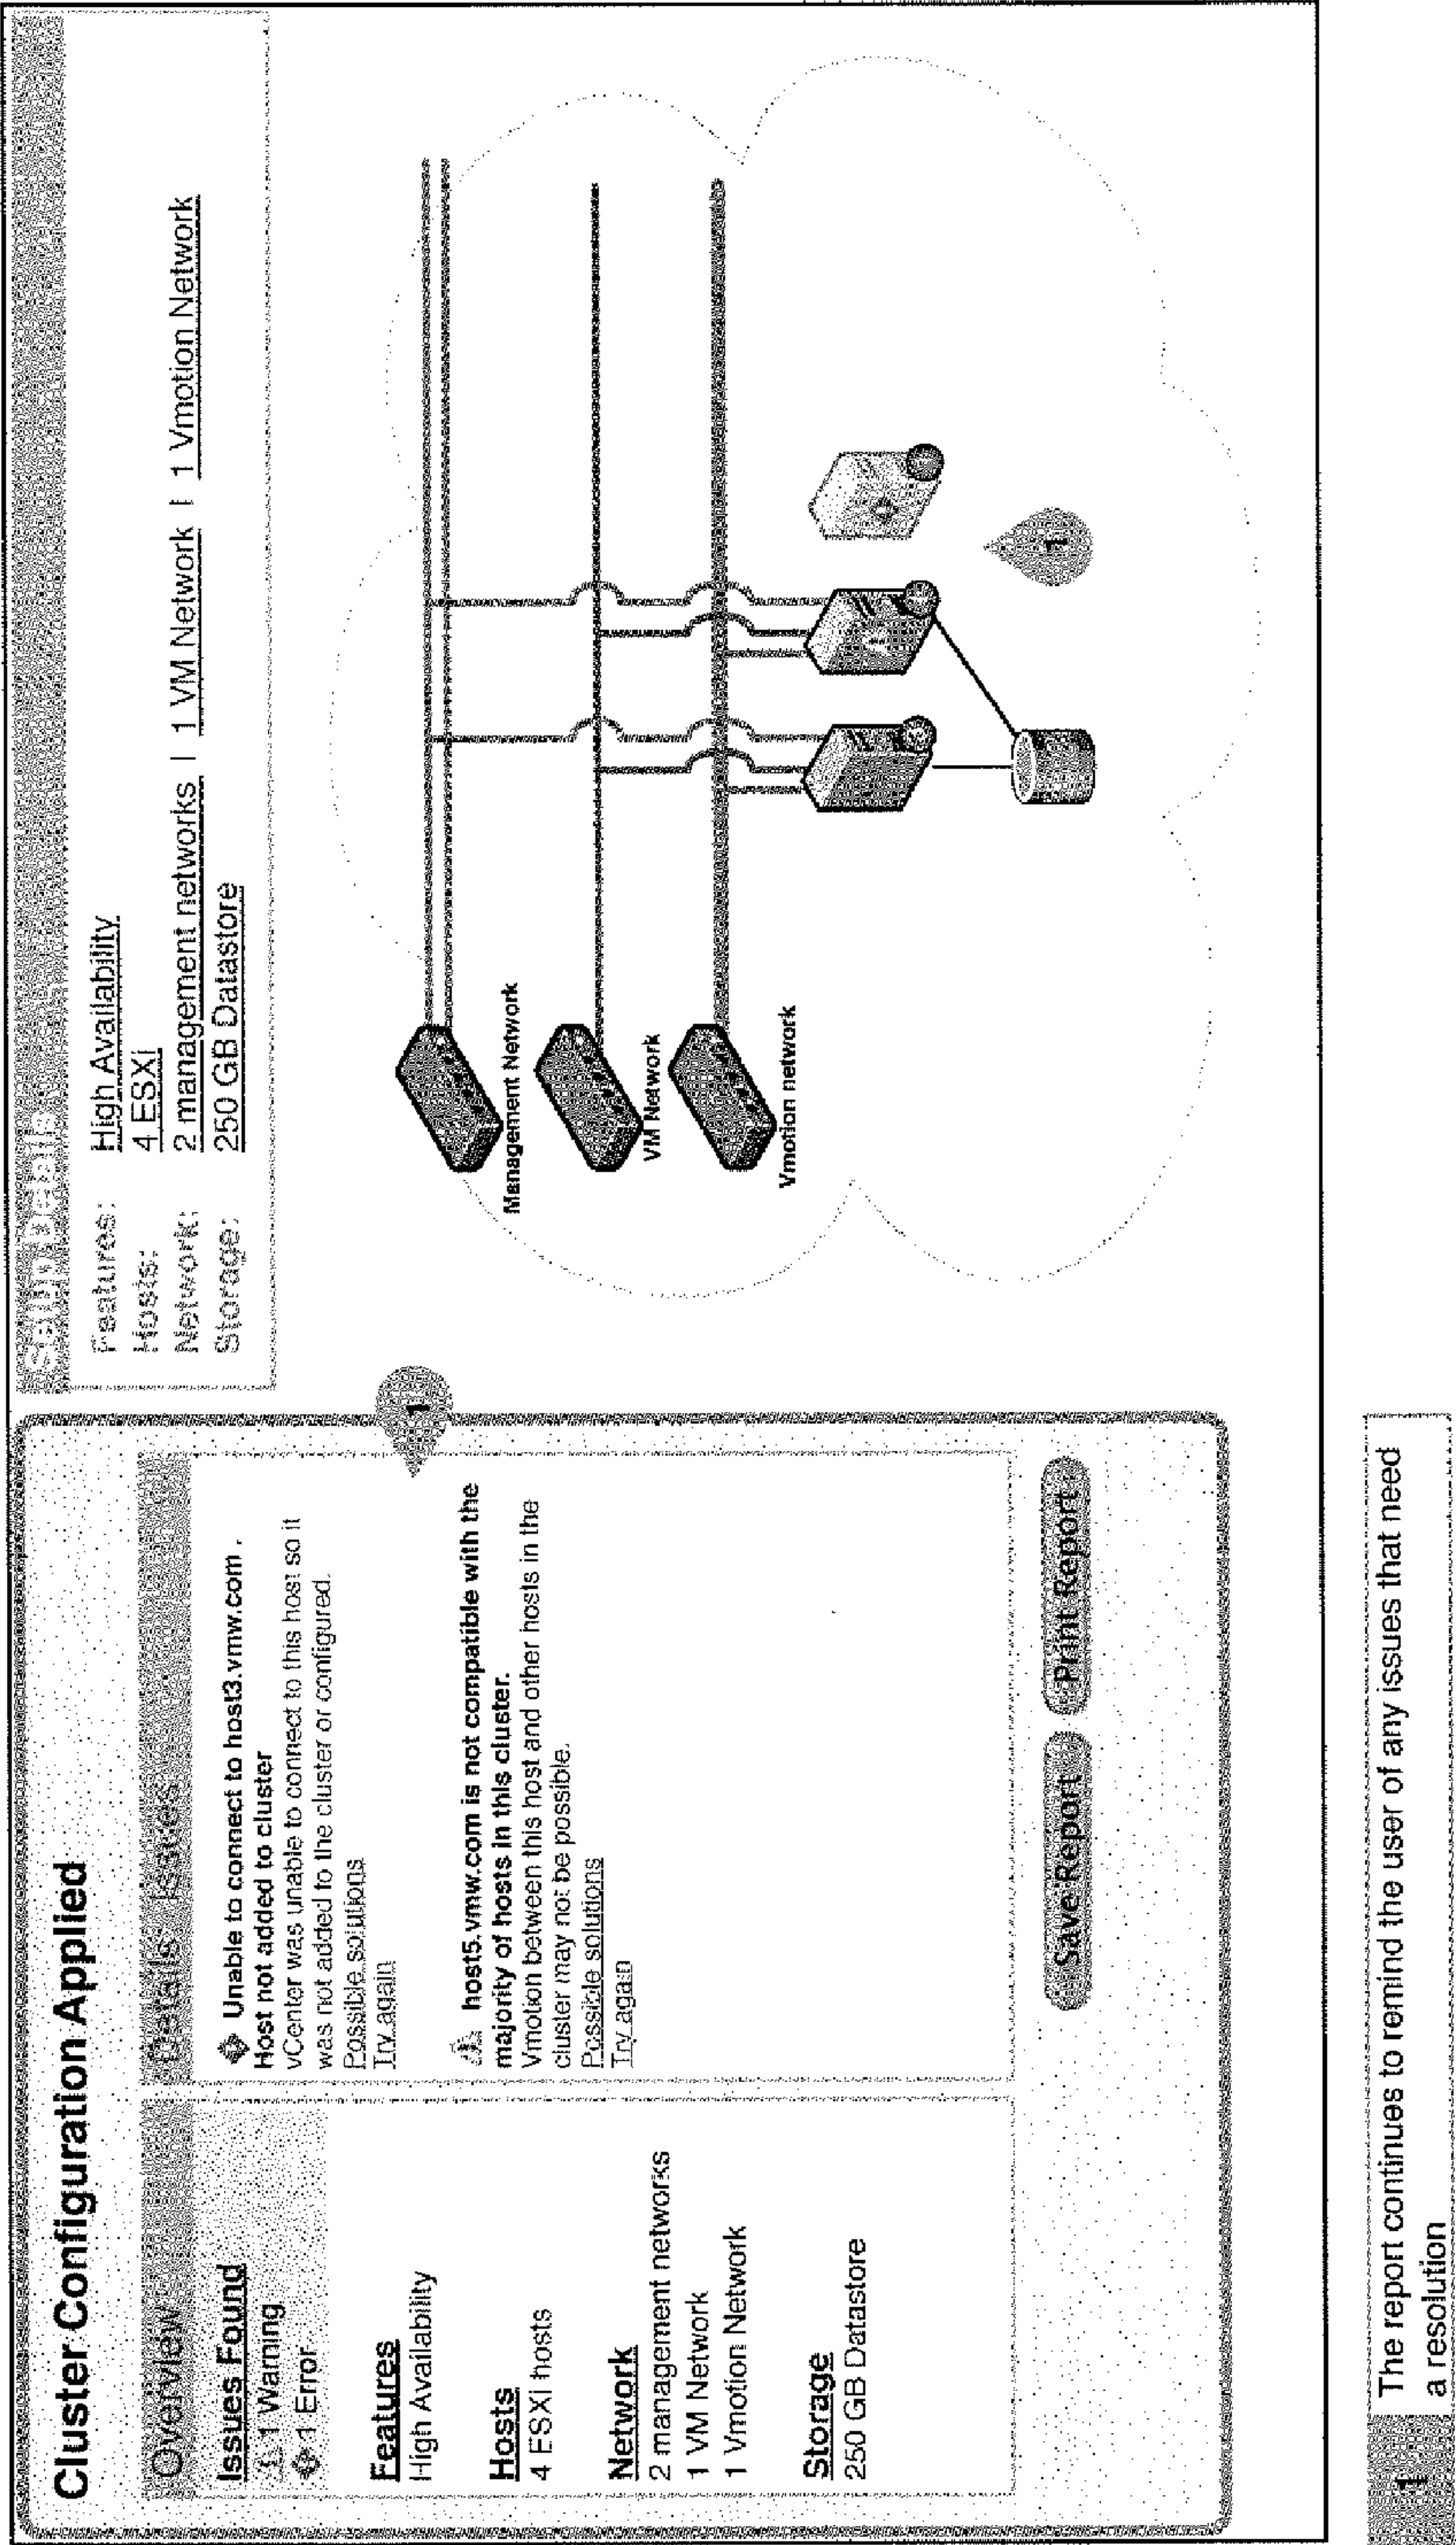 Cluster Configuration Applied
Overview
Issues Found
1 Warning
1 Error
Features
High Availability
Hosts
4 ESXi hosts
Network
2 management networks
1 VM Network
1 Vmotion Network
Storage
250 GB Datastore
Details: Issues
Unable to connect to host3.vmw.com .
Host not added to cluster
vCenter was unable to connect to this host so it
was not added to the cluster or configured.
Possible solutions
Try again
host5.vmw.com is not compatible with the
majority of hosts in this cluster.
Vmotion between this host and other hosts in the
cluster may not be possible.
Possible solutions
Try again
Save Report
Print Report
1
Setup Details
Features: High Availability
Hosts: 4 ESXi
Network: 2 management networks | 1 VM Network | 1 Vmotion Network
Storage: 250 GB Datastore
Management Network
VM Network
Vmotion network
1
1 The report continues to remind the user of any issues that need
a resolution